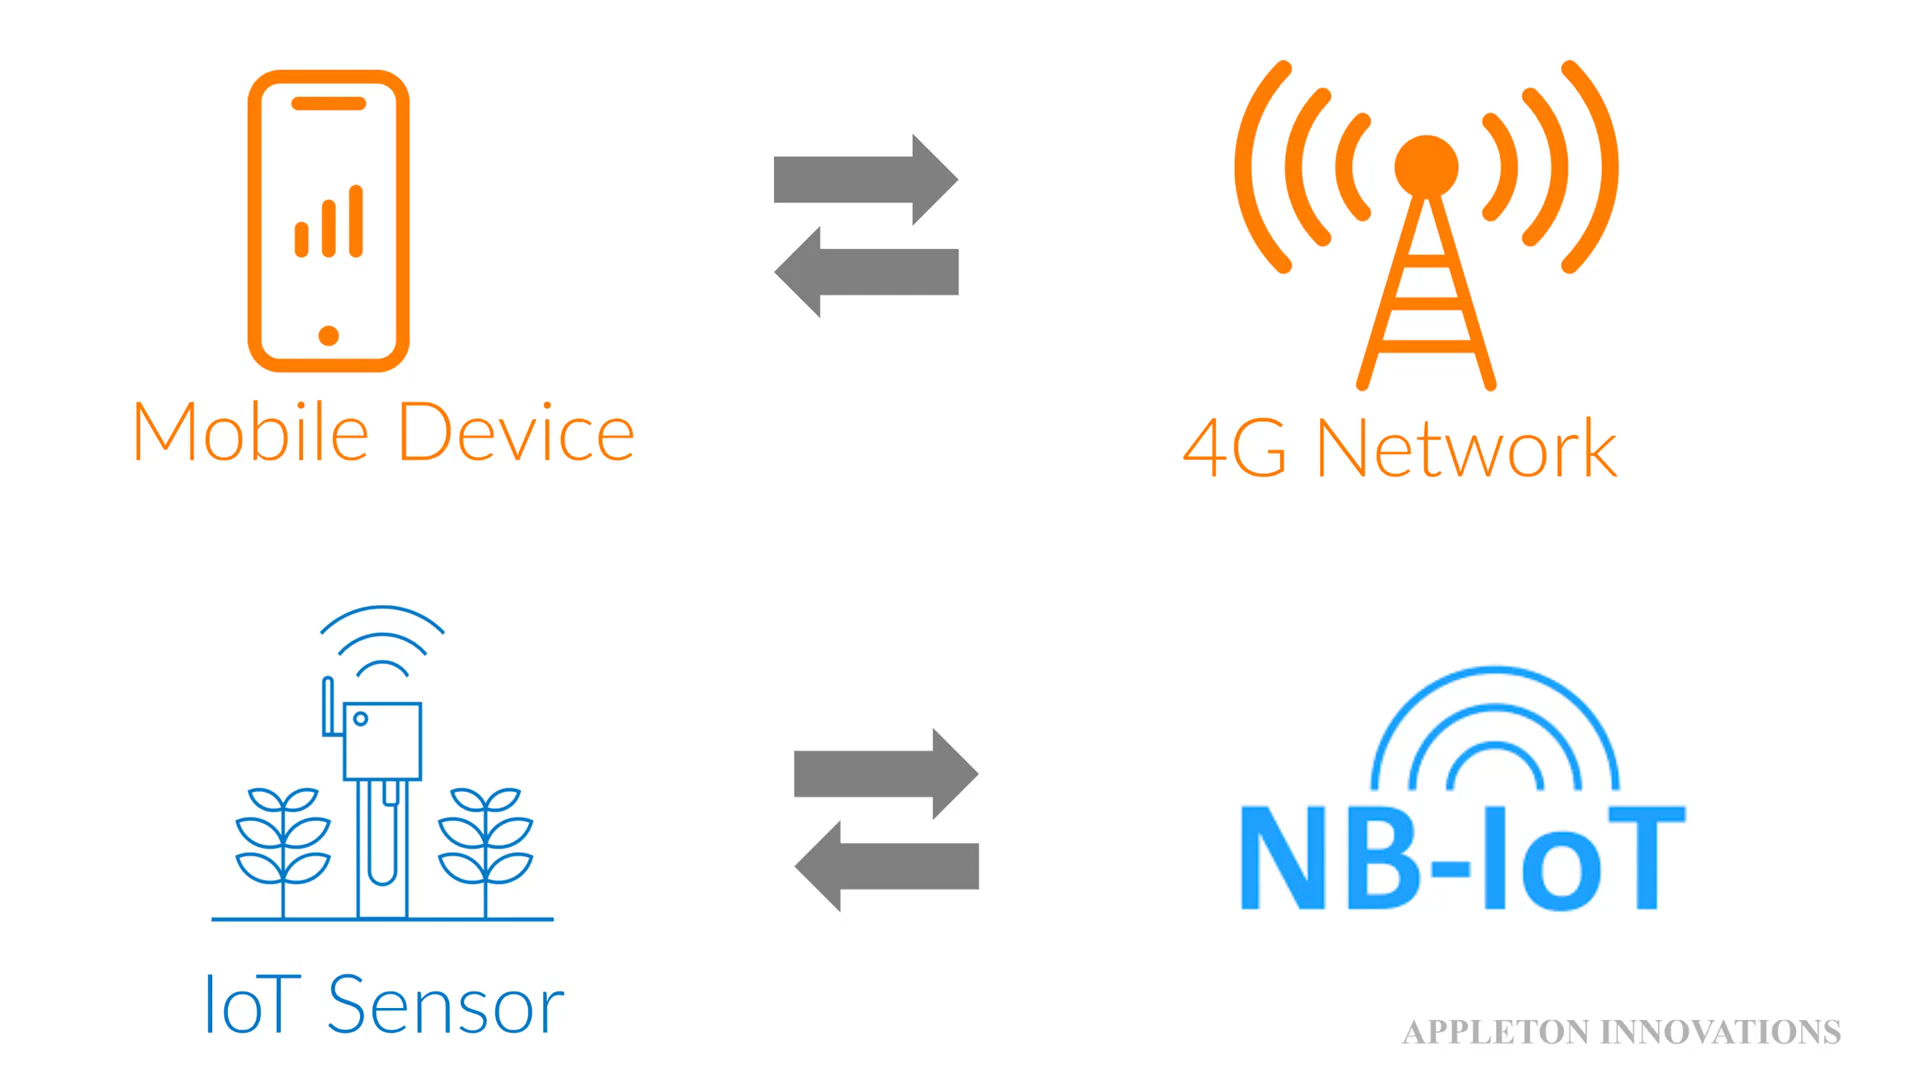 Mobile Device
4G Network
NB-IoT
IoT Sensor
APPLETON INNOVATIONS